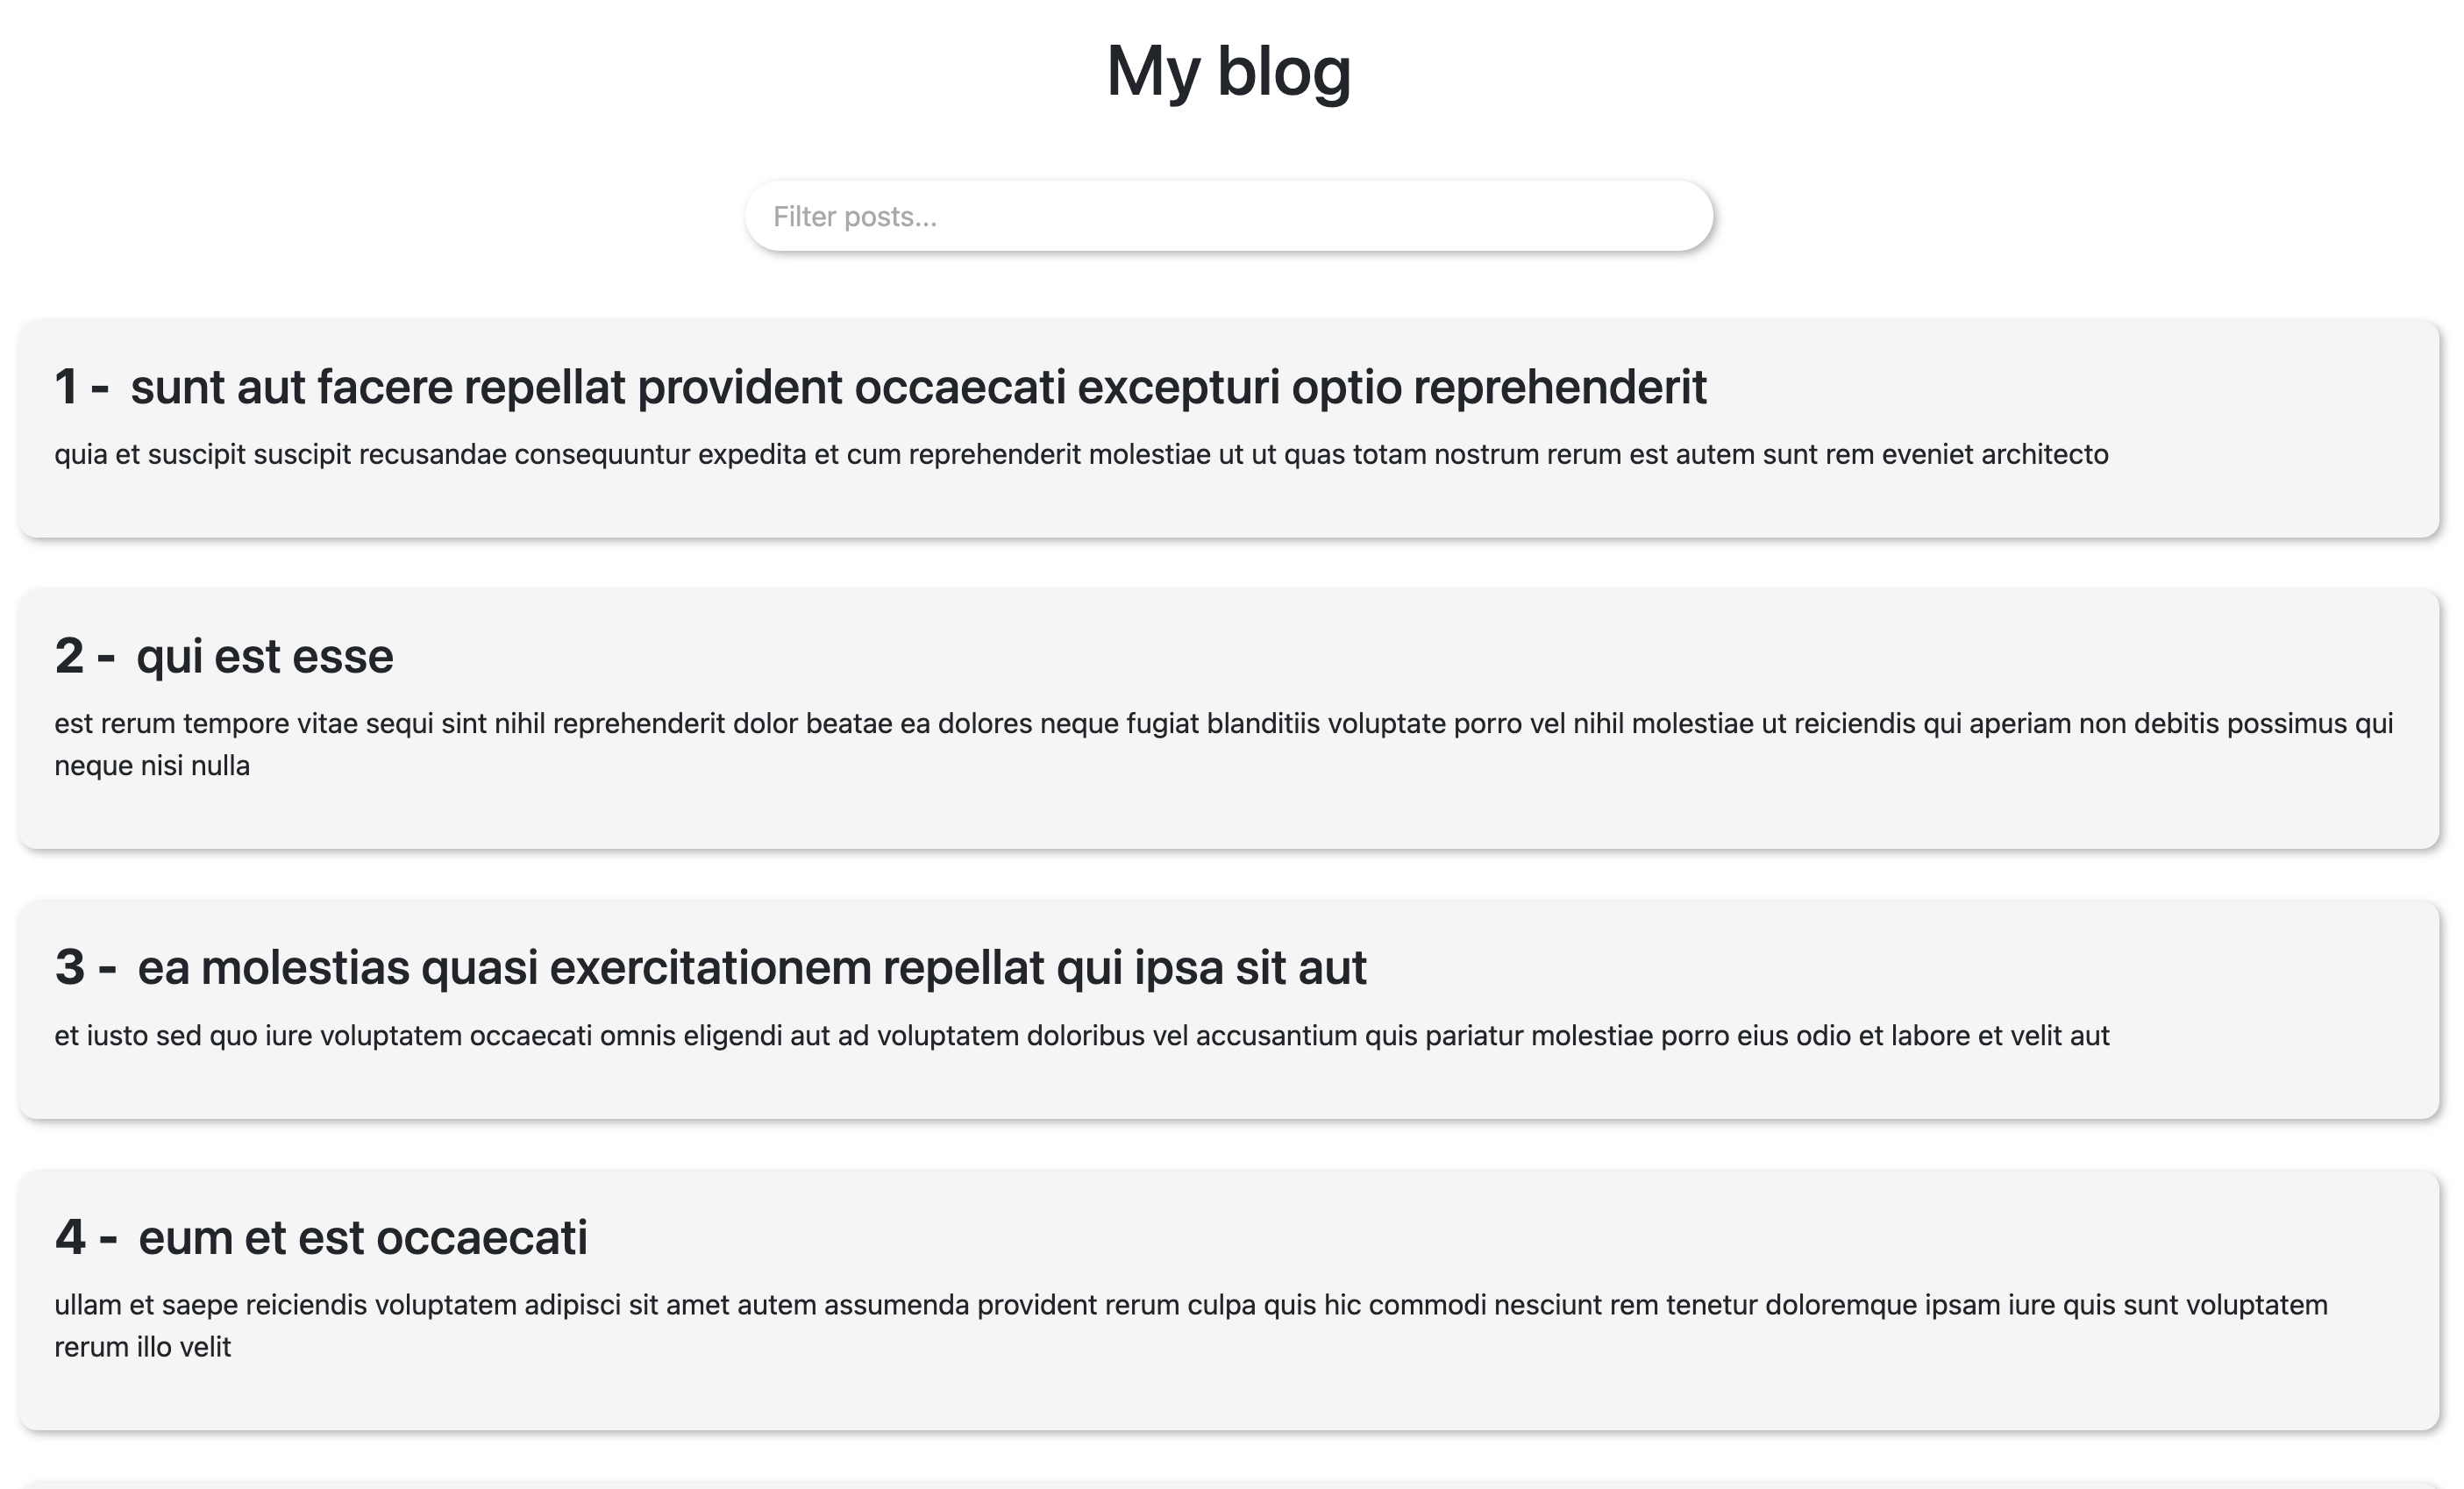 My blog
Filter posts...
1 - sunt aut facere repellat provident occaecati excepturi optio reprehenderit
quia et suscipit suscipit recusandae consequuntur expedita et cum reprehenderit molestiae ut ut quas totam nostrum rerum est autem sunt rem eveniet architecto
2 - qui est esse
est rerum tempore vitae sequi sint nihil reprehenderit dolor beatae ea dolores neque fugiat blanditiis voluptate porro vel nihil molestiae ut reiciendis qui aperiam non debitis possimus qui
neque nisi nulla
3 - ea molestias quasi exercitationem repellat qui ipsa sit aut
et iusto sed quo iure voluptatem occaecati omnis eligendi aut ad voluptatem doloribus vel accusantium quis pariatur molestiae porro eius odio et labore et velit aut
4 - eum et est occaecati
ullam et saepe reiciendis voluptatem adipisci sit amet autem assumenda provident rerum culpa quis hic commodi nesciunt rem tenetur doloremque ipsam iure quis sunt voluptatem
rerum illo velit